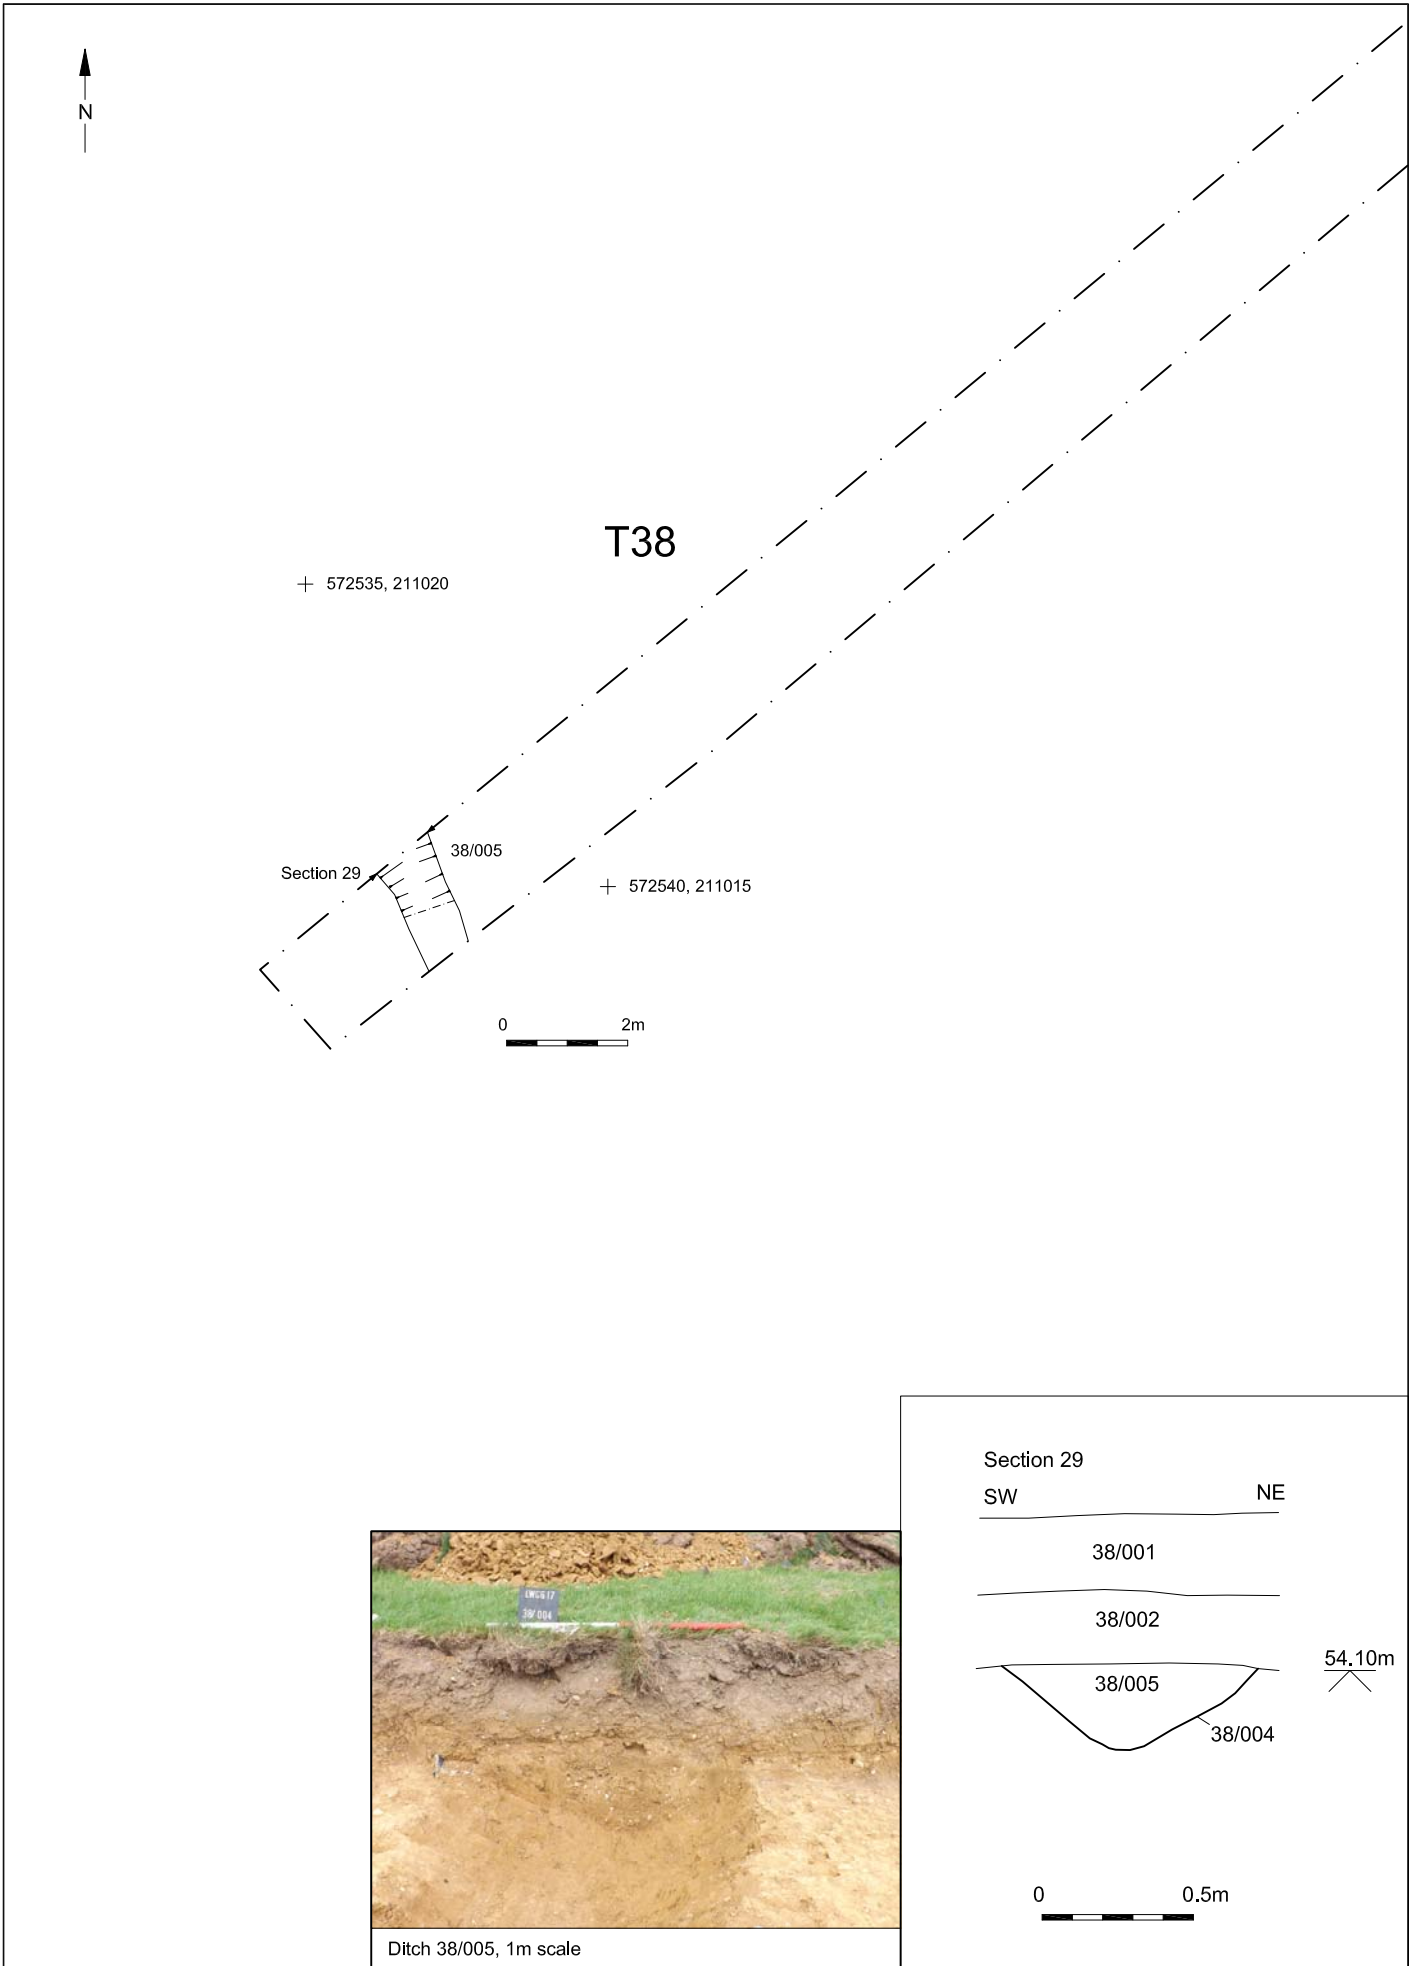 N
T38
572535, 211020
38/005
Section 29
572540, 211015
0 2m
Section 29
SW NE
38/001
38/002
54.10m
38/005
38/004
0 0.5m
38/004
Ditch 38/005, 1m scale